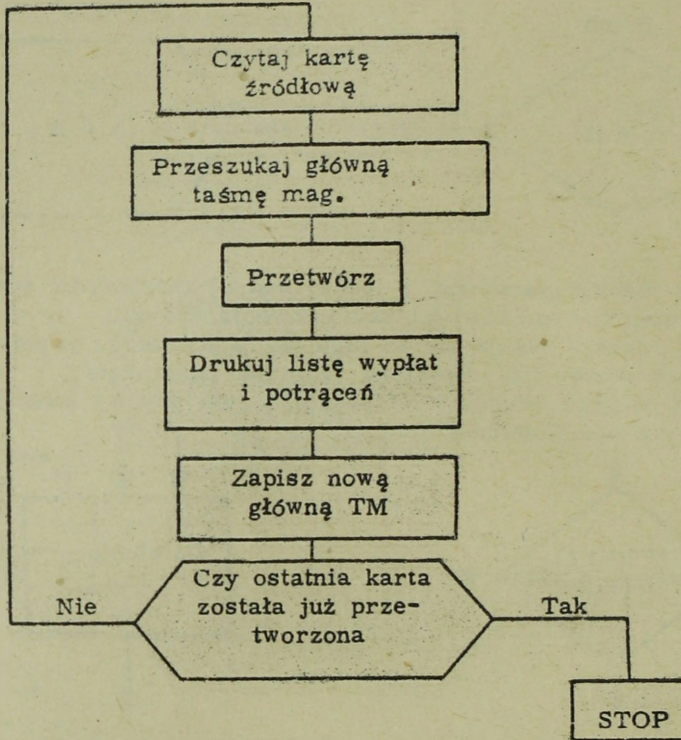 Czytaj kartę
źródłową
Przeszukaj główną
taśmę mag.
Przetwórz
Drukuj listę wypłat
i potrąceń
Zapisz nową
główną TM
Czy ostatnia karta
została już prze-
tworzona
Nie
Tak
STOP